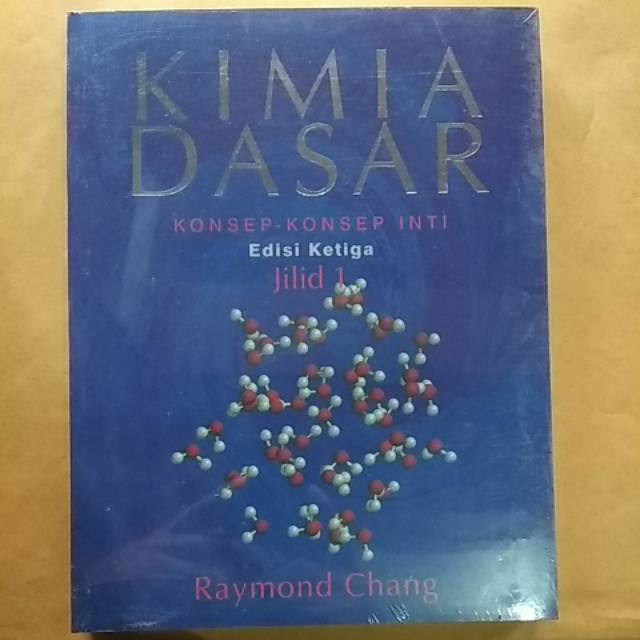 KIMIA
DASAR
KONSEP-KONSEP INTI
Edisi Ketiga
Jilid 1
Raymond Chang